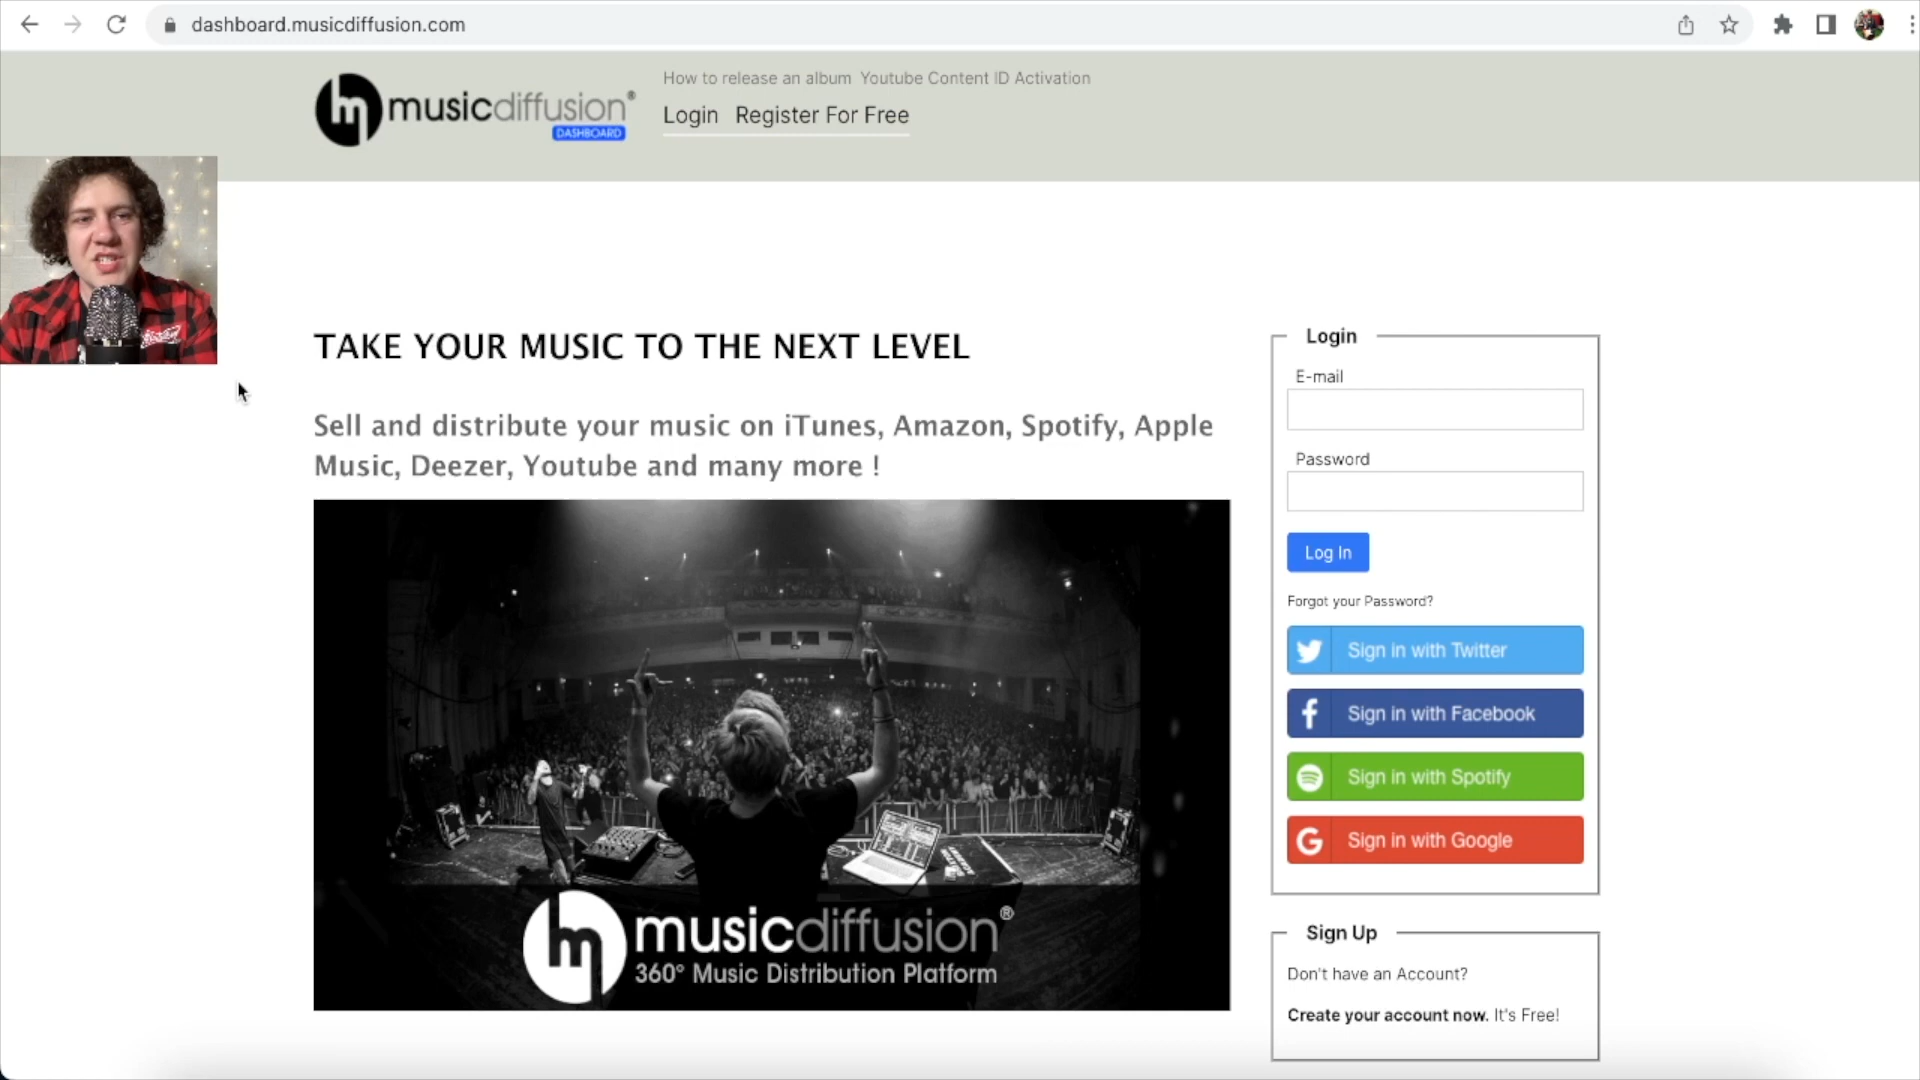 dashboard.musicdiffusion.com
How to release an album Youtube Content ID Activation
musicdiffusion®
DASHBOARD
Login Register For Free
TAKE YOUR MUSIC TO THE NEXT LEVEL
Sell and distribute your music on iTunes, Amazon, Spotify, Apple
Music, Deezer, Youtube and many more !
musicdiffusion®
360° Music Distribution Platform
Login
E-mail
Password
Log In
Forgot your Password?
Sign in with Twitter
Sign in with Facebook
Sign in with Spotify
Sign in with Google
Sign Up
Don't have an Account?
Create your account now. It's Free!